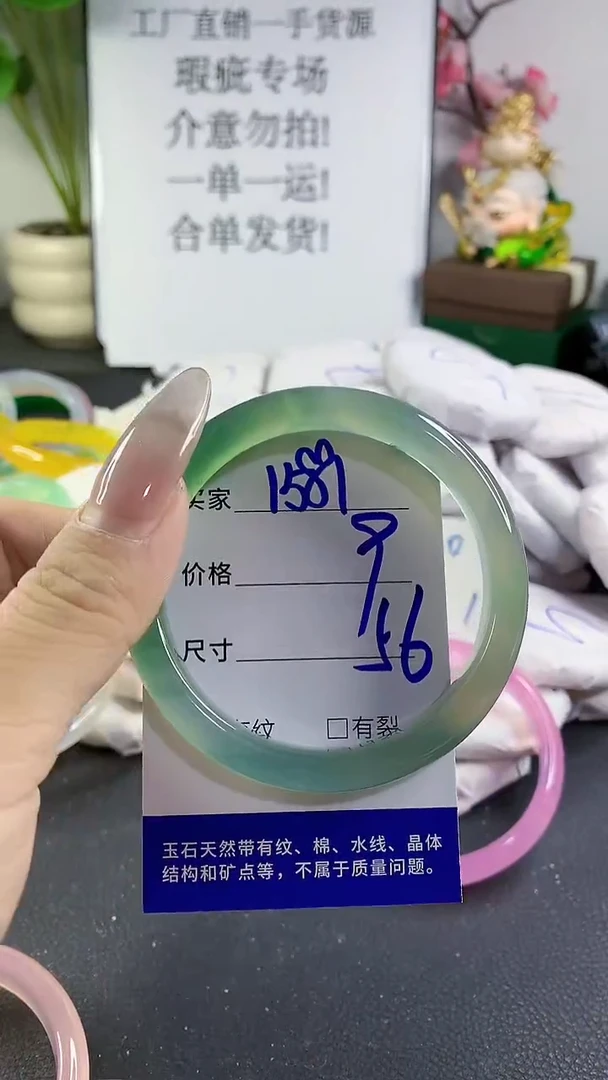 工厂直销一手货源
瑕疵专场
介意勿拍!
一单一运!
合单发货!
买家 1589
价格 9
尺寸 56
纹 □有裂
玉石天然带有纹、棉、水线、晶体
结构和矿点等，不属于质量问题。